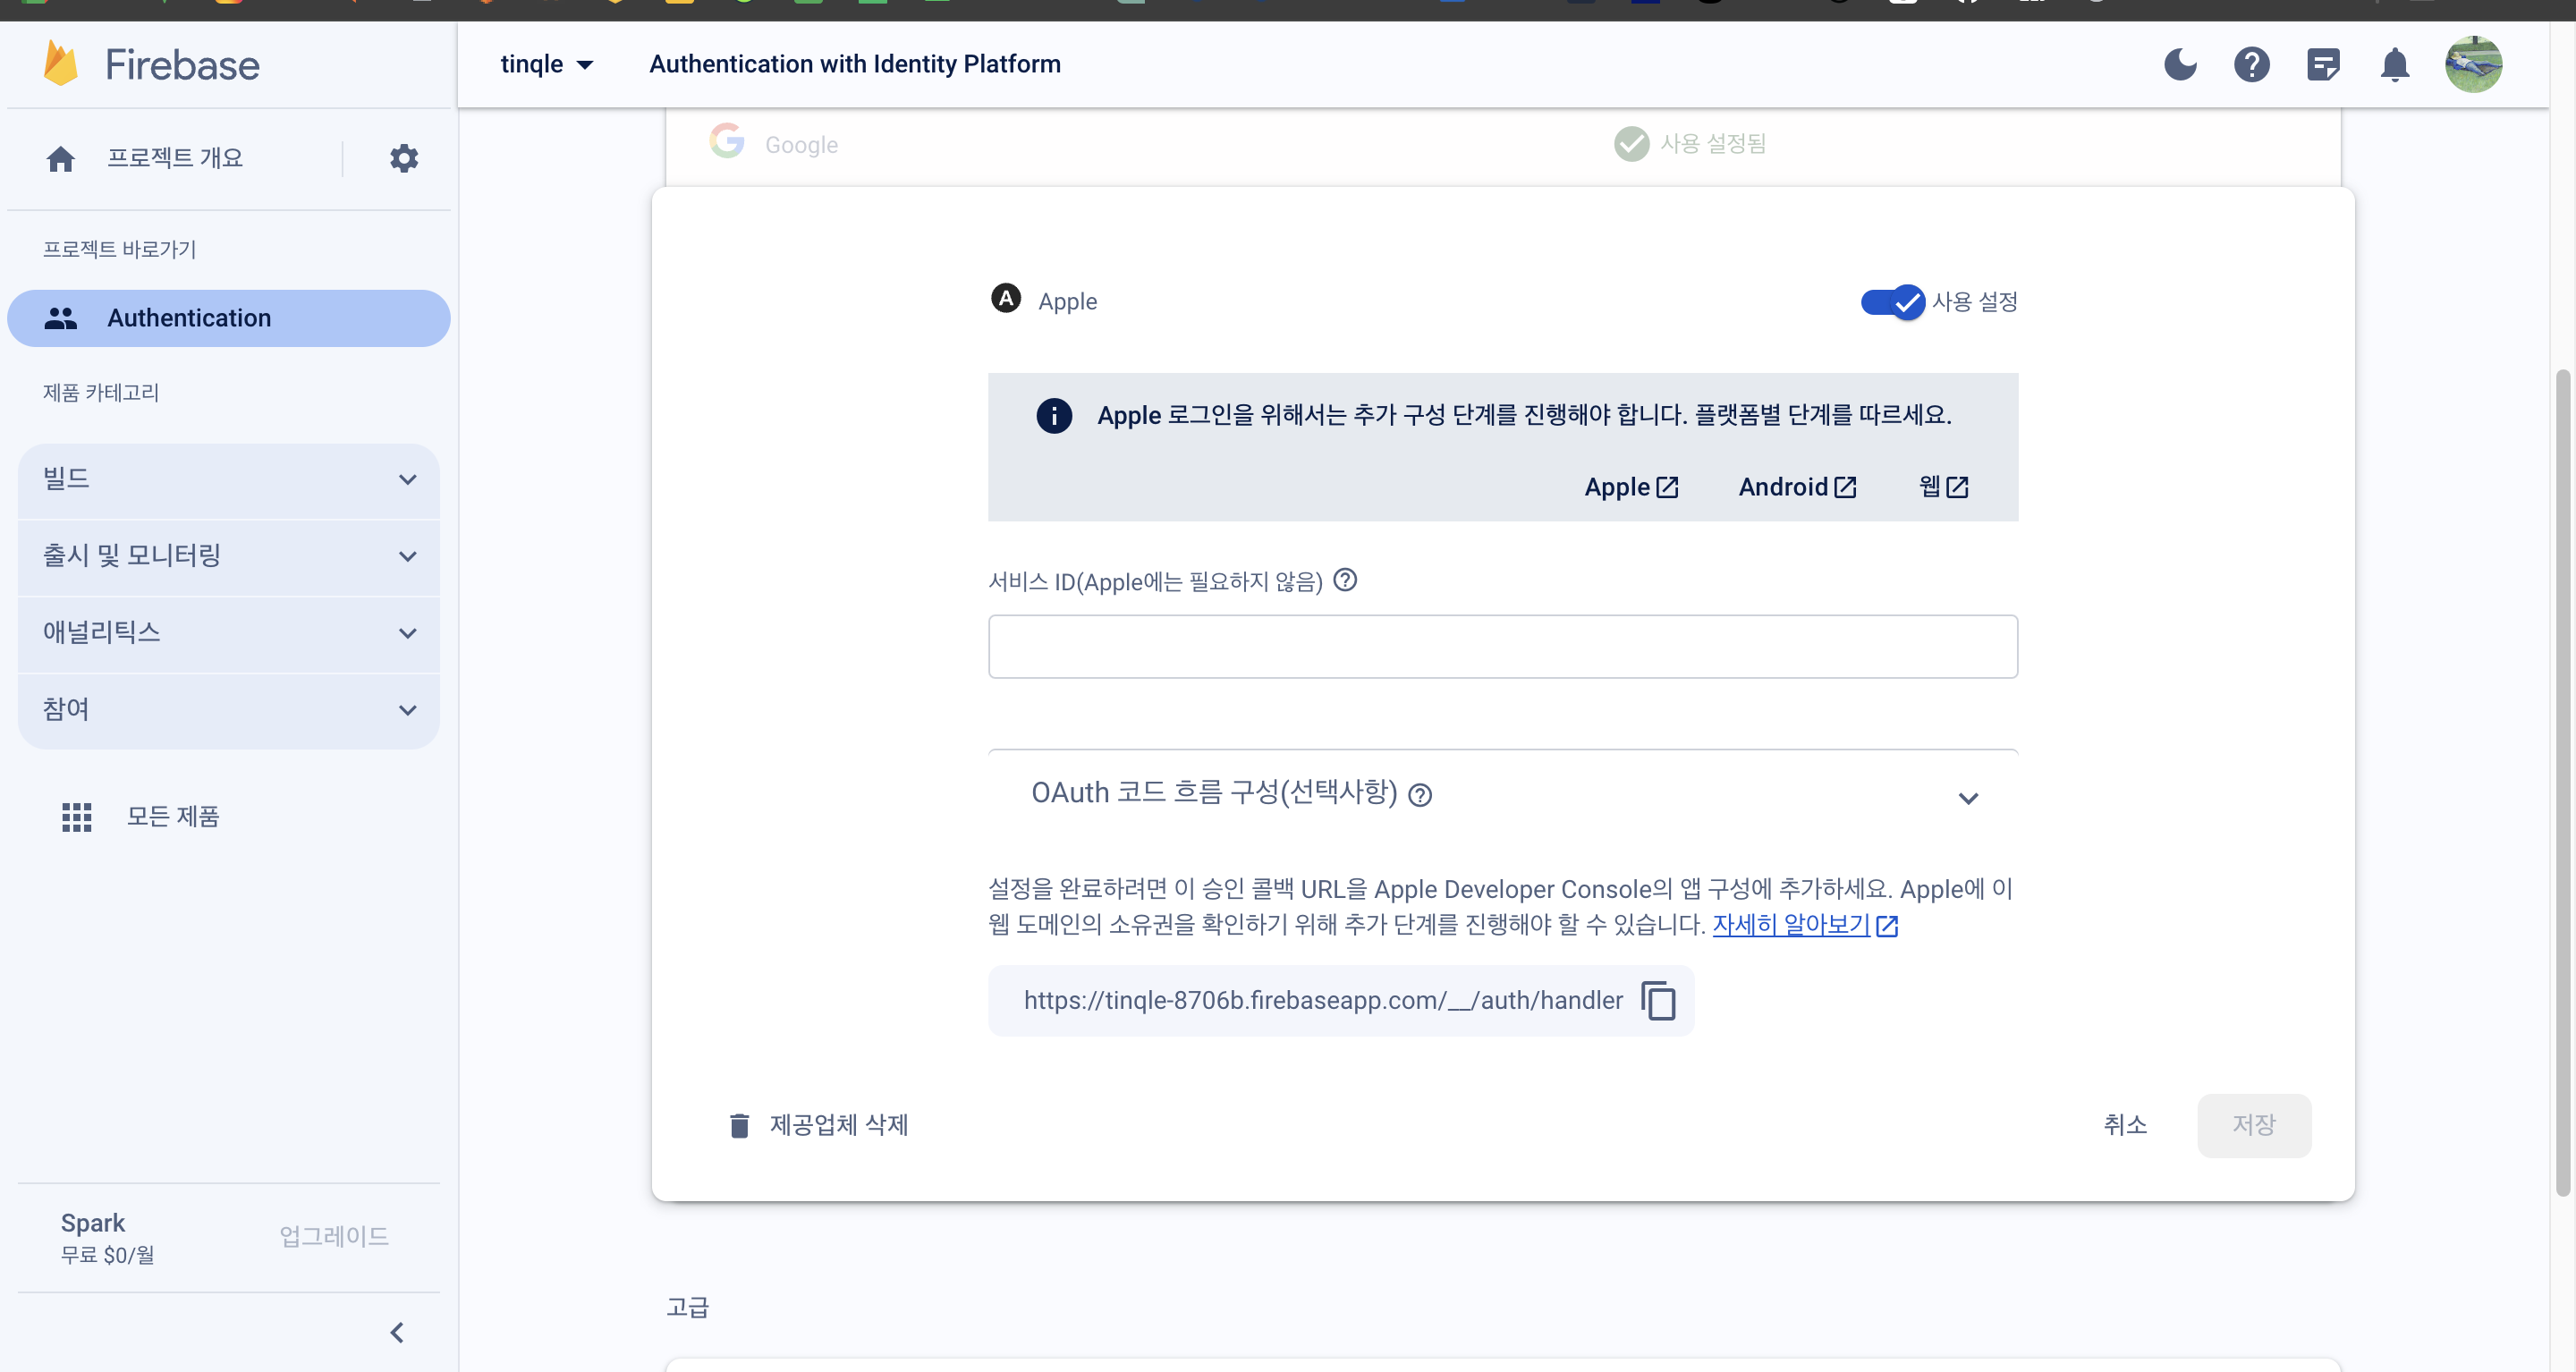 Firebase
tinqle
Authentication with Identity Platform
프로젝트 개요
프로젝트 바로가기
Authentication
제품 카테고리
빌드
출시 및 모니터링
애널리틱스
참여
모든 제품
Spark
무료 $0/월
업그레이드
Google
사용 설정됨
Apple
사용 설정
Apple 로그인을 위해서는 추가 구성 단계를 진행해야 합니다. 플랫폼별 단계를 따르세요.
Apple
Android
웹
서비스 ID(Apple에는 필요하지 않음)
OAuth 코드 흐름 구성(선택사항)
설정을 완료하려면 이 승인 콜백 URL을 Apple Developer Console의 앱 구성에 추가하세요. Apple에 이
웹 도메인의 소유권을 확인하기 위해 추가 단계를 진행해야 할 수 있습니다. 자세히 알아보기
https://tinqle-8706b.firebaseapp.com/__/auth/handler
제공업체 삭제
취소
저장
고급